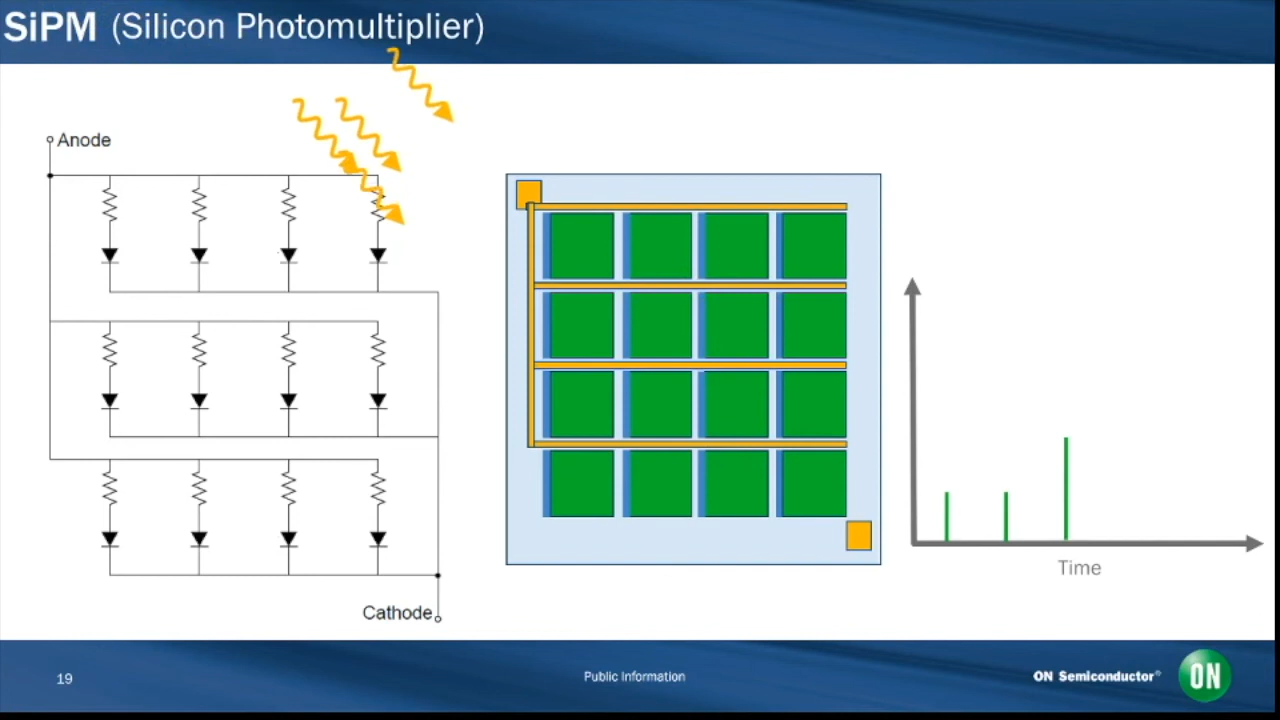 SiPM (Silicon Photomultiplier)
Anode
Cathode
Time
19
Public Information
ON Semiconductor®
ON